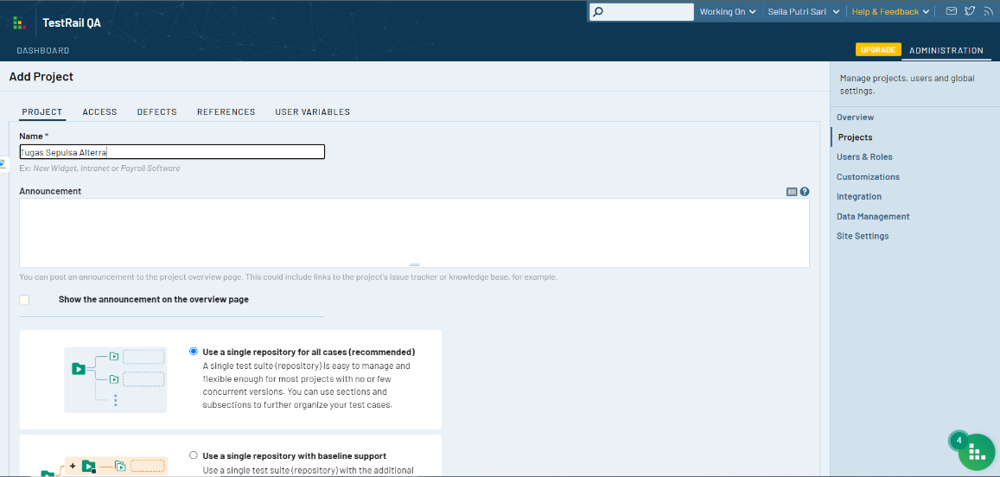 TestRail QA
Working On
Sella Putri Sari
Help & Feedback
DASHBOARD
UPGRADE
ADMINISTRATION
Add Project
PROJECT ACCESS DEFECTS REFERENCES USER VARIABLES
Name *
Tugas Sepulsa Alterra
Ex: New Widget, Intranet or Payroll Software
Announcement
You can post an announcement to the project overview page. This could include links to the project's issue tracker or knowledge base, for example.
Show the announcement on the overview page
Use a single repository for all cases (recommended)
A single test suite (repository) is easy to manage and
flexible enough for most projects with no or few
concurrent versions. You can use sections and
subsections to further organize your test cases.
Use a single repository with baseline support
Use a single test suite (repository) with the additional
Manage projects, users and global
settings.
Overview
Projects
Users & Roles
Customizations
Integration
Data Management
Site Settings
4